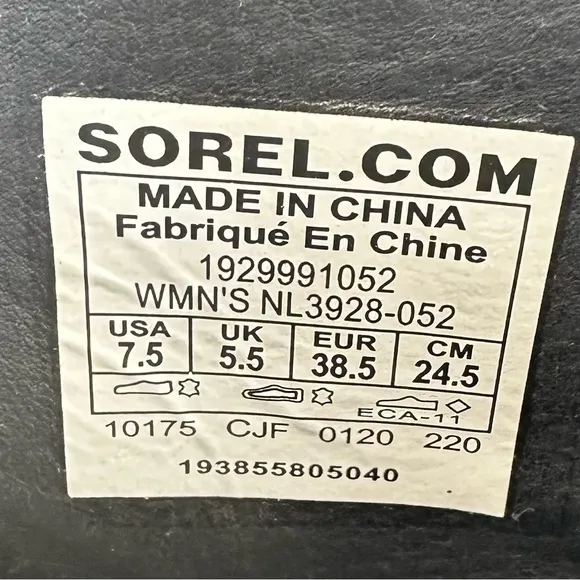 SOREL.COM
MADE IN CHINA
Fabriqué En Chine
1929991052
WMN'S NL3928-052
USA UK EUR CM
7.5 5.5 38.5 24.5
ECA-11
10175 CJF 0120 220
193855805040